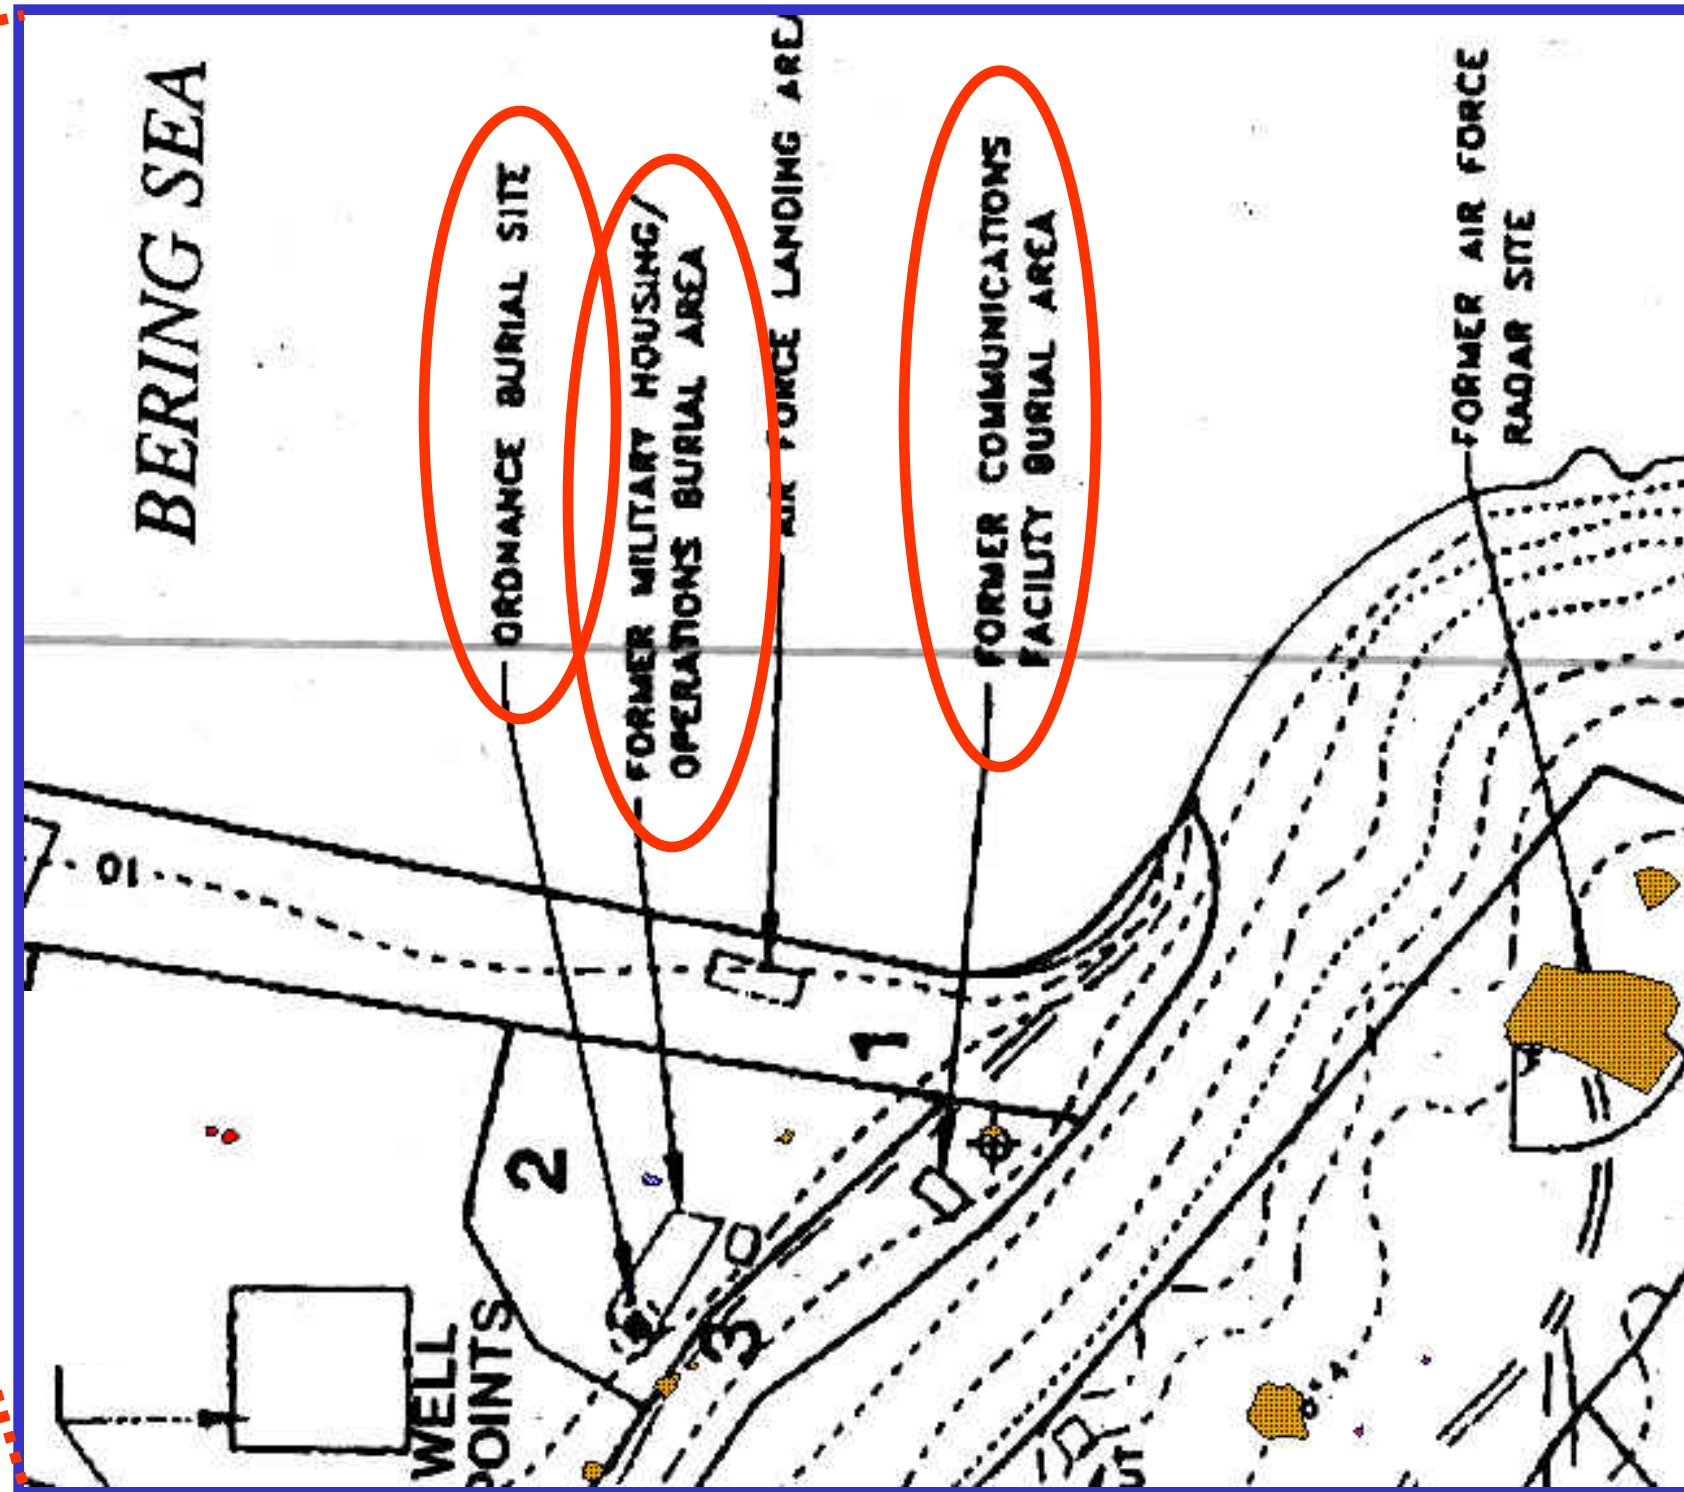 BERING SEA
ORDNANCE BURIAL SITE
FORMER MILITARY HOUSING/
OPERATIONS BURIAL AREA
AIR FORCE LANDING AREA
FORMER COMMUNICATIONS
FACILITY BURIAL AREA
FORMER AIR FORCE
RADAR SITE
10
1
2
3
WELL
POINTS